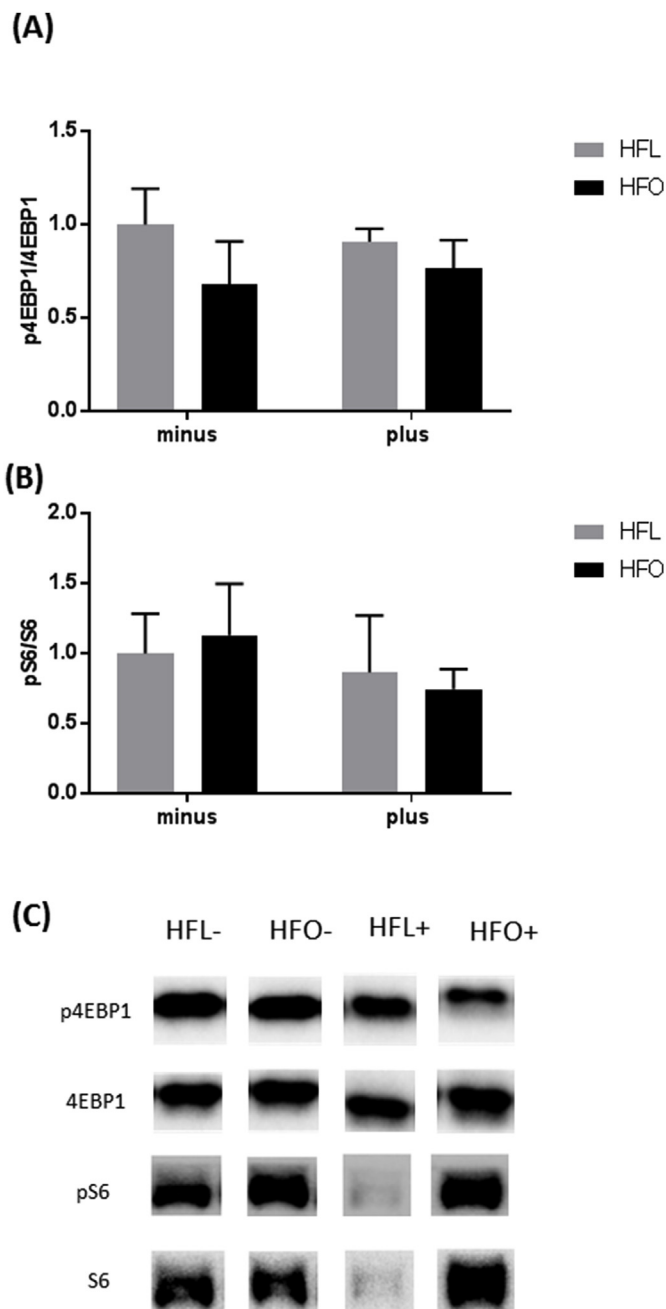 (A)
p4EBP1/4EBP1
1.5
1.0
0.5
0.0
minus
plus
HFL
HFO
(B)
pS6/S6
2.0
1.5
1.0
0.5
0.0
minus
plus
HFL
HFO
(C)
HFL-
HFO-
HFL+
HFO+
p4EBP1
4EBP1
pS6
S6